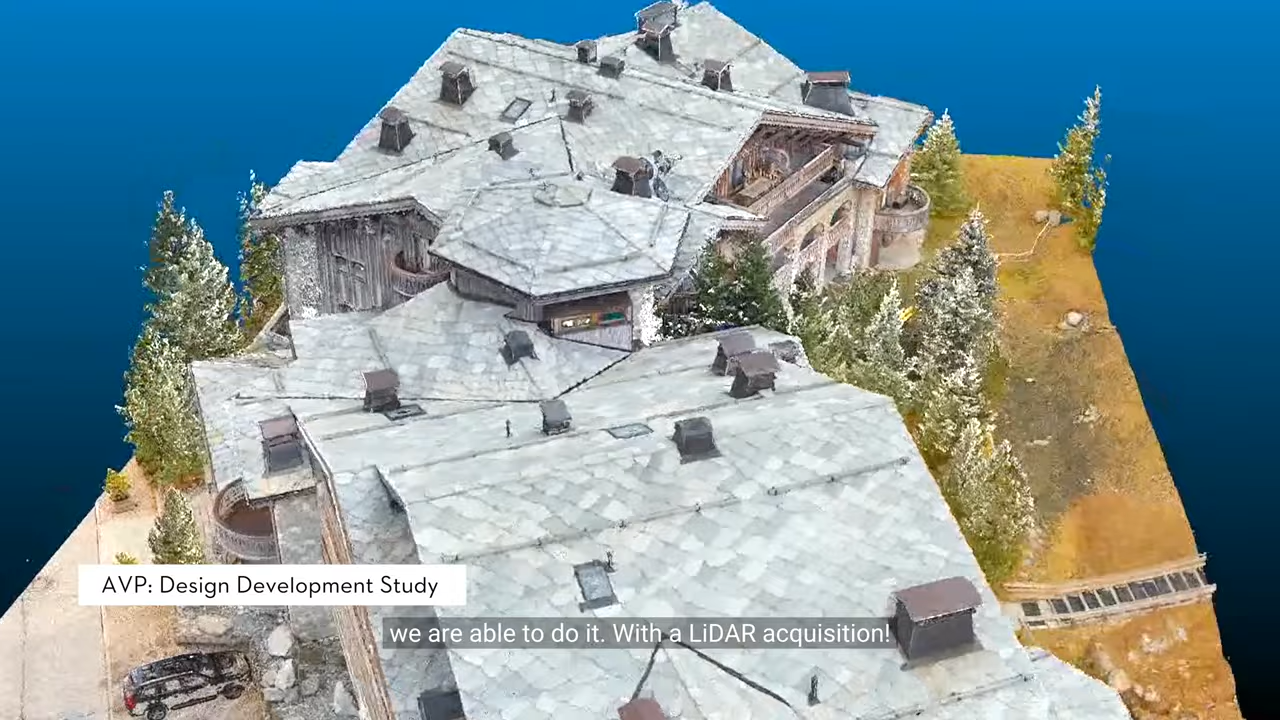 AVP: Design Development Study
we are able to do it. With a LiDAR acquisition!